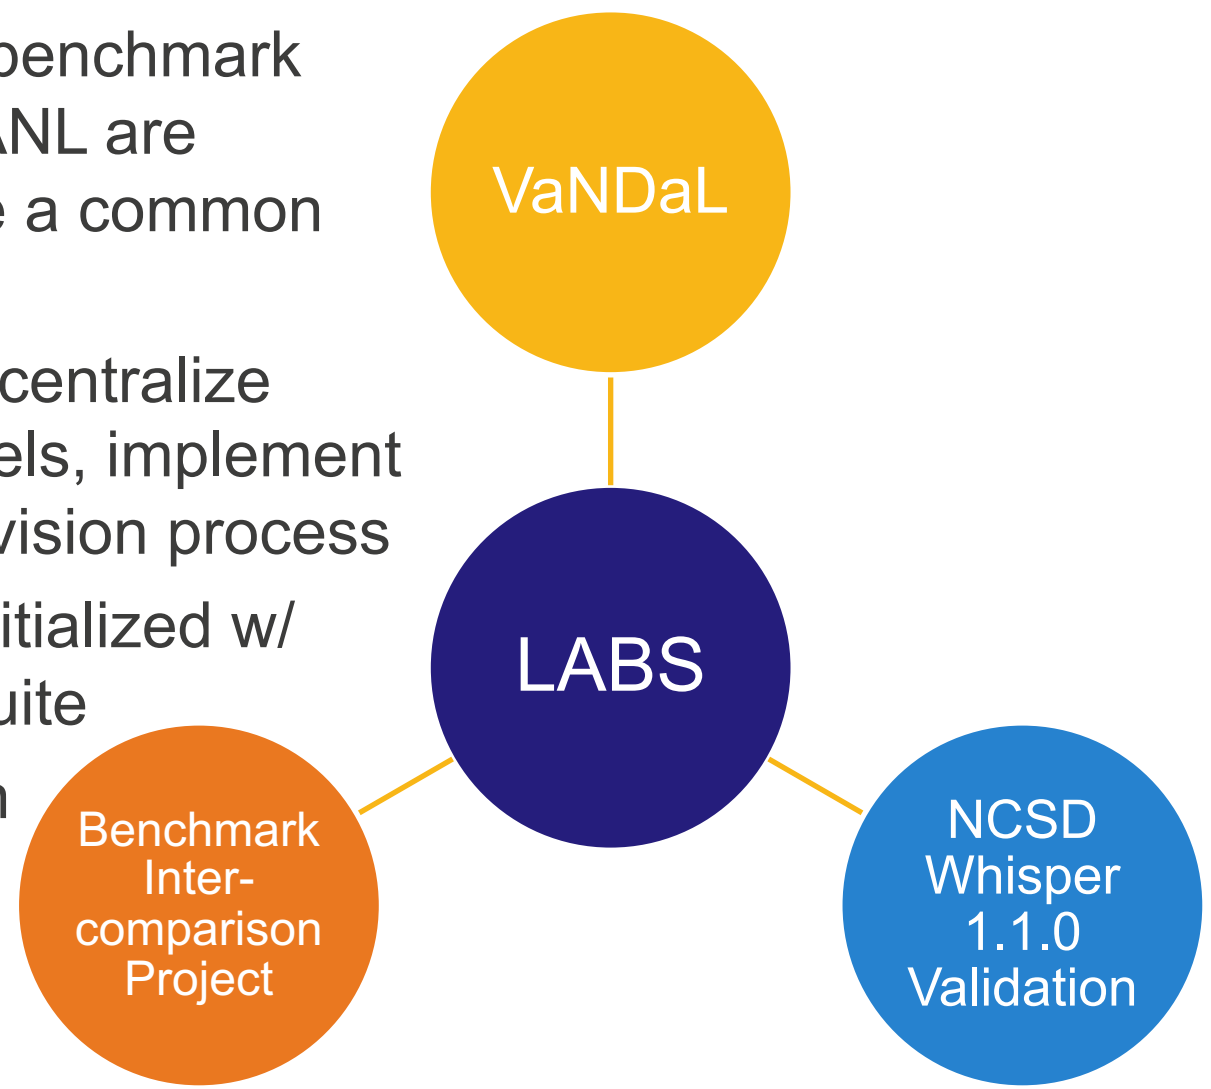 benchmark
ANL are
e a common
centralize
els, implement
vision process
itialized w/
uite
n
VaNDaL
LABS
Benchmark
Inter-
comparison
Project
NCSD
Whisper
1.1.0
Validation